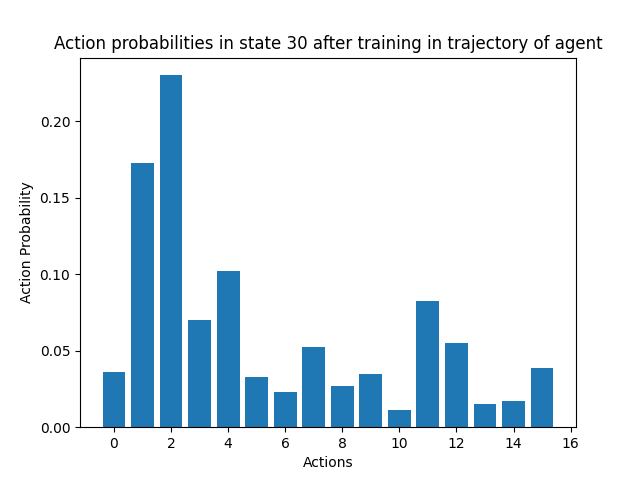 Action probabilities in state 30 after training in trajectory of agent
0.20
0.15
0.10
0.05
0.00
Action Probability
0 2 4 6 8 10 12 14 16
Actions